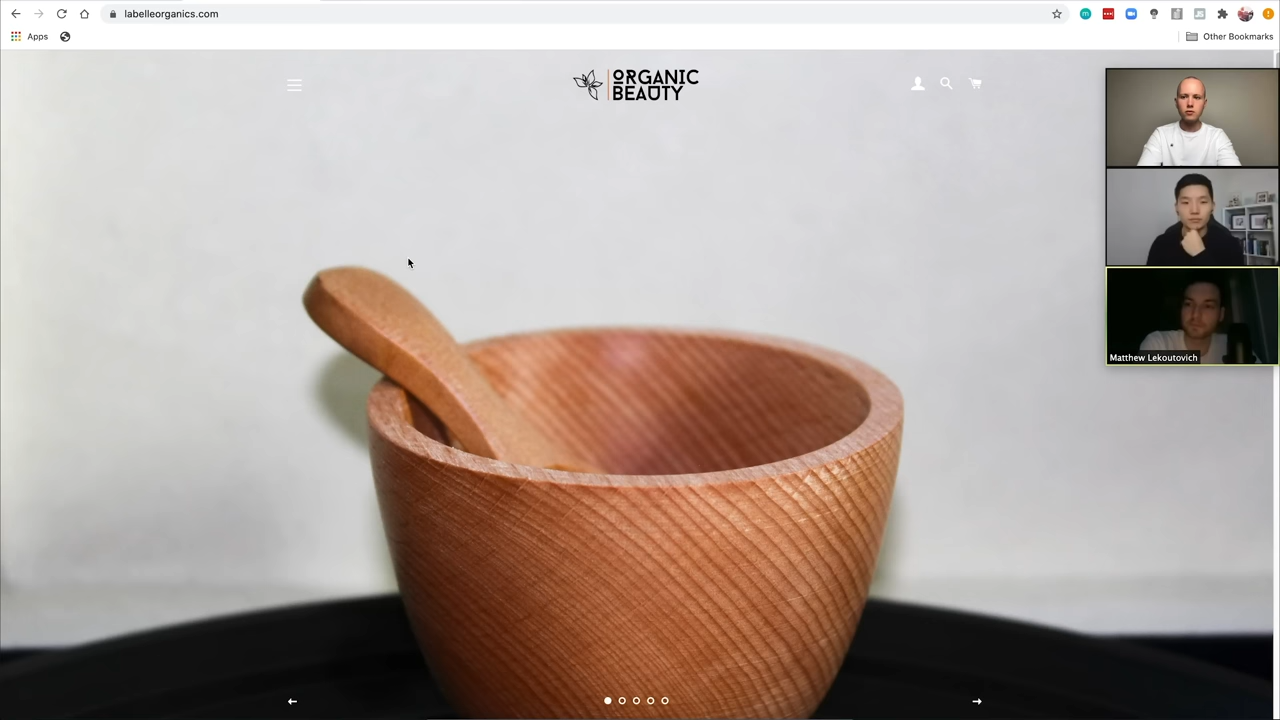 labelleorganics.com
Apps
Other Bookmarks
ORGANIC
BEAUTY
Matthew Lekoutovich